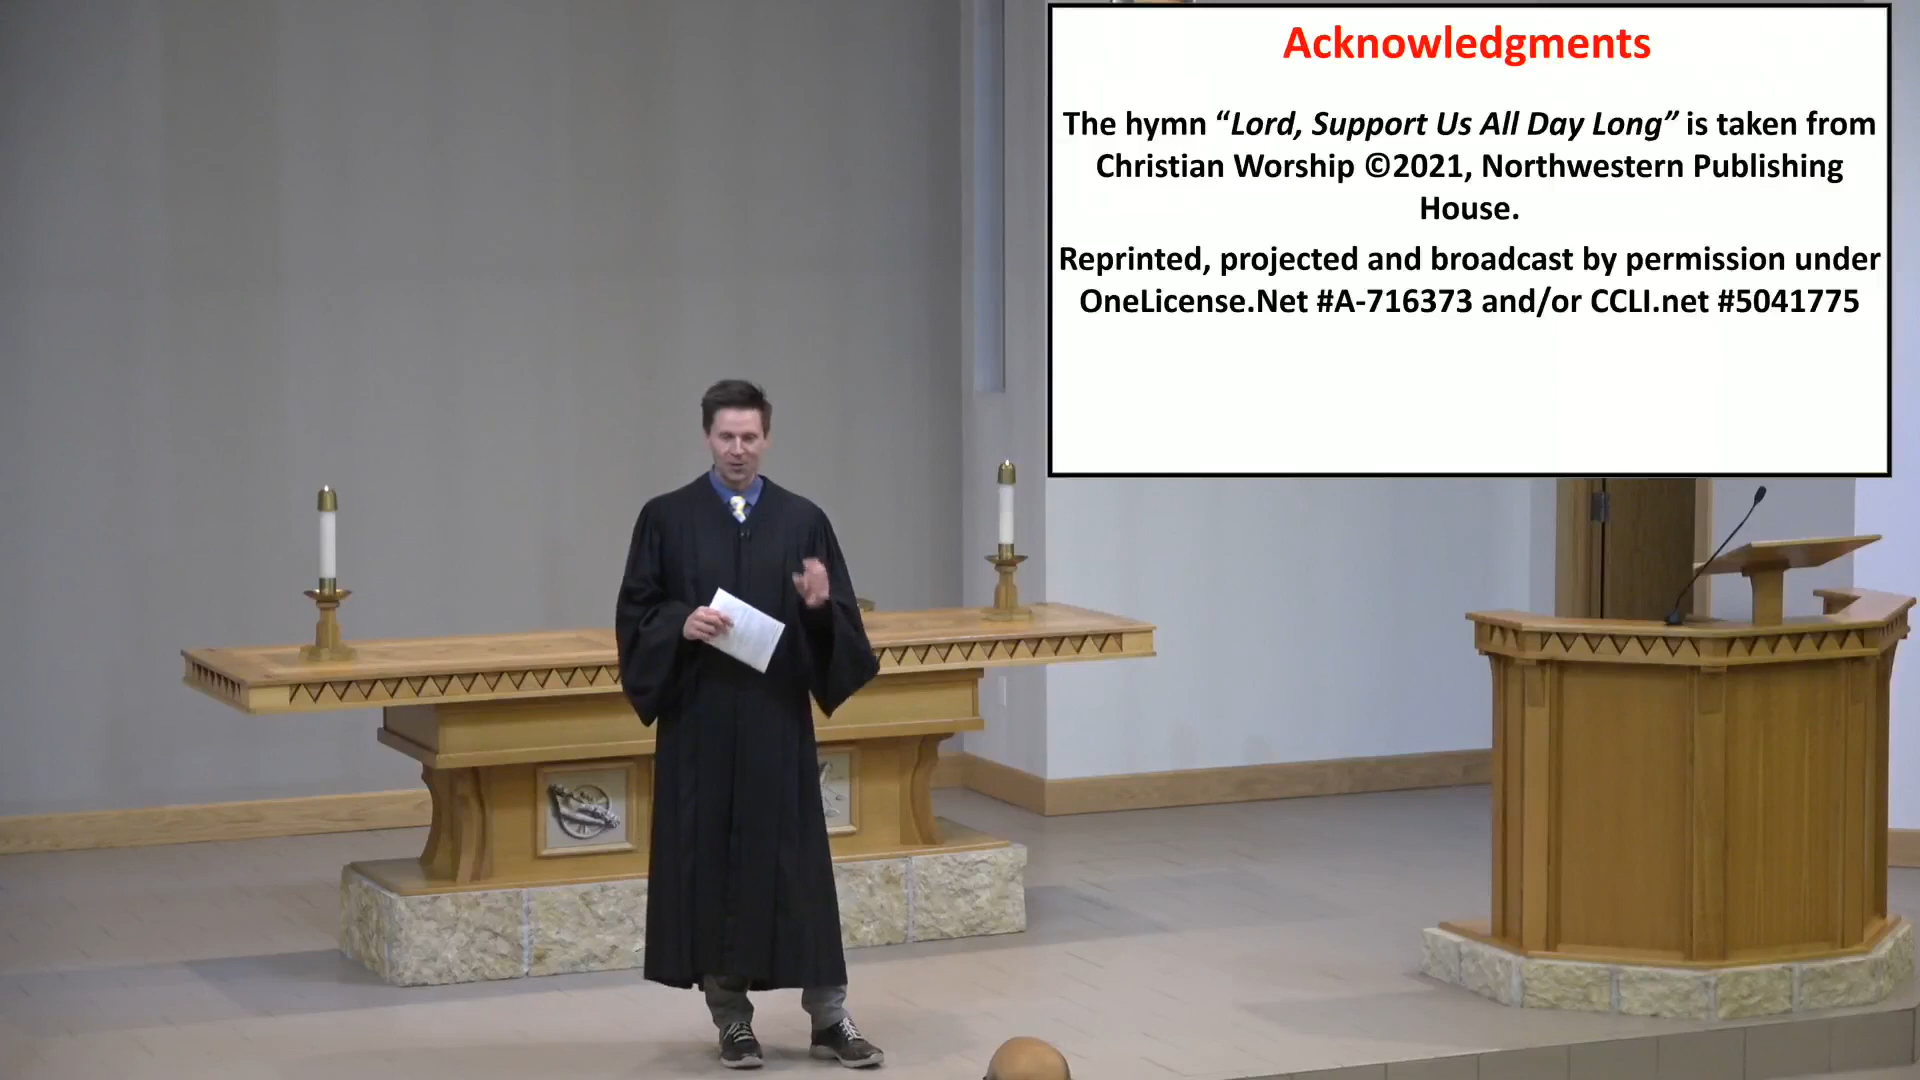 Acknowledgments
The hymn “Lord, Support Us All Day Long” is taken from
Christian Worship ©2021, Northwestern Publishing
House.
Reprinted, projected and broadcast by permission under
OneLicense.Net #A-716373 and/or CCLI.net #5041775